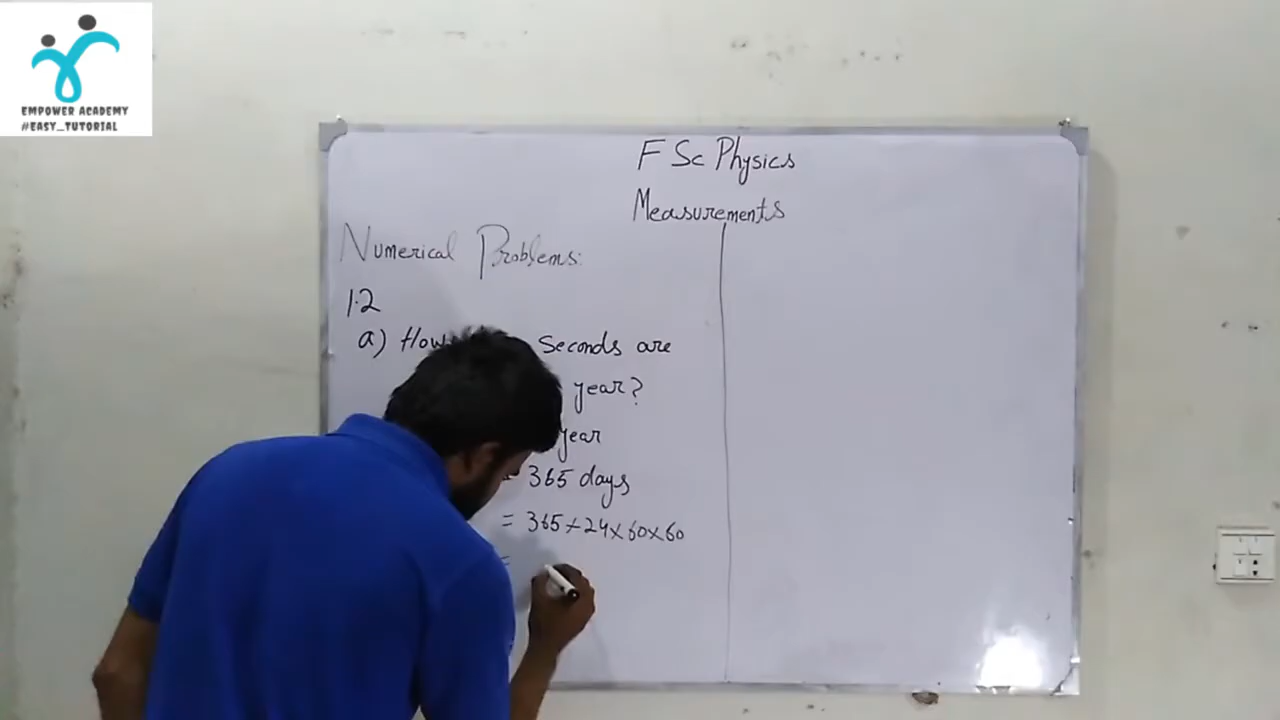 EMPOWER ACADEMY
#EASY_TUTORIAL
F Sc Physics
Measurements
Numerical Problems:
1.2
a) How Seconds are
year?
year
365 days
= 365 × 24 × 60 × 60
=